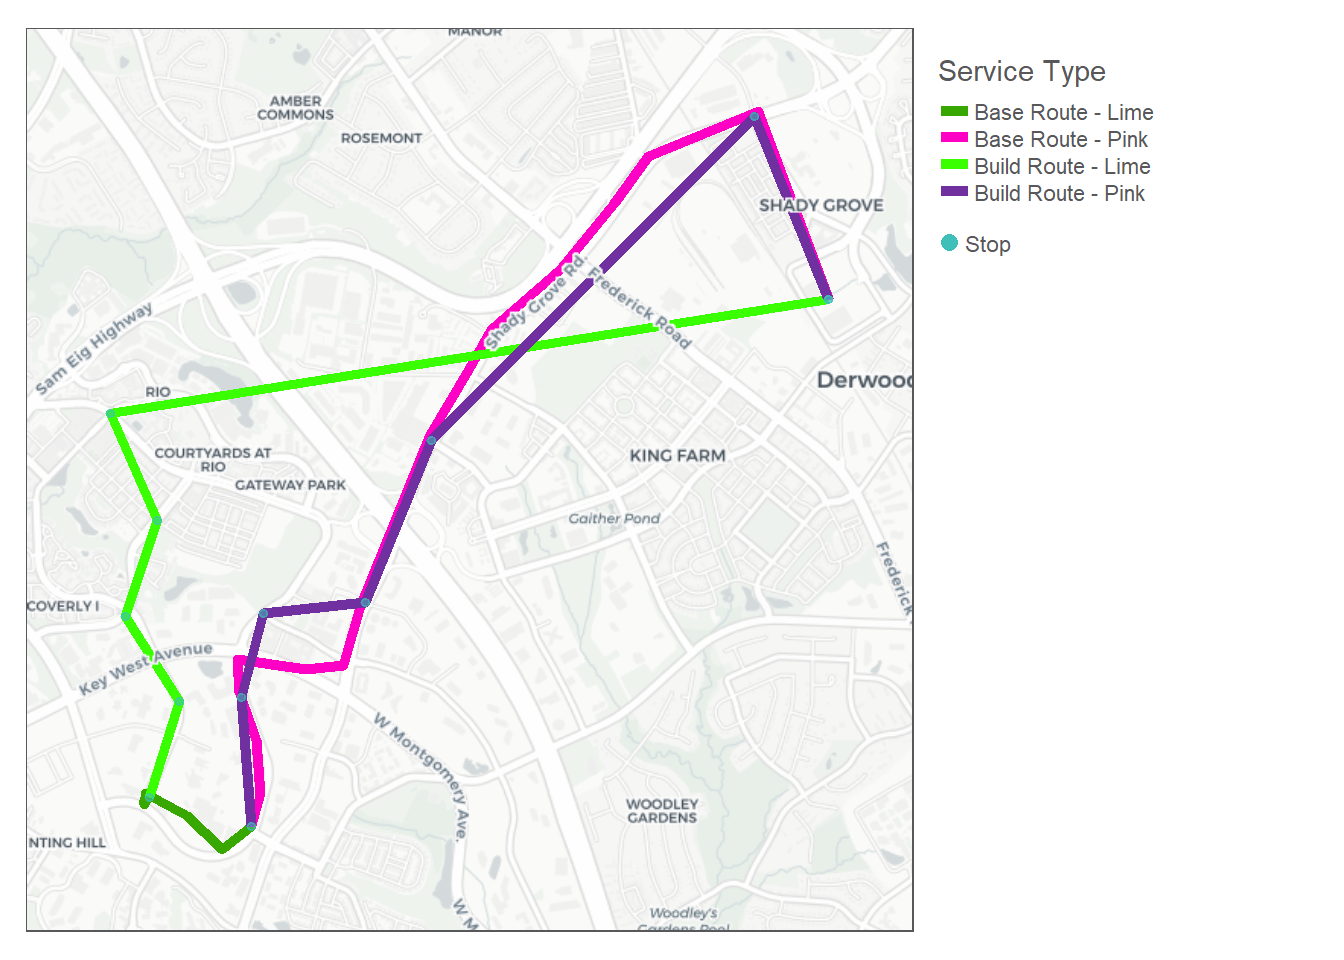 MANOR
AMBER
COMMONS
ROSEMONT
SHADY GROVE
Shady Grove Rd.
Frederick Road
Sam Eig Highway
RIO
Derwood
COURTYARDS AT
RIO
KING FARM
GATEWAY PARK
Gaither Pond
Frederick
COVERLY I
Key West Avenue
W Montgomery Ave.
WOODLEY
GARDENS
NTING HILL
W M
Woodley's
Gardens Pool
Service Type
Base Route - Lime
Base Route - Pink
Build Route - Lime
Build Route - Pink
Stop